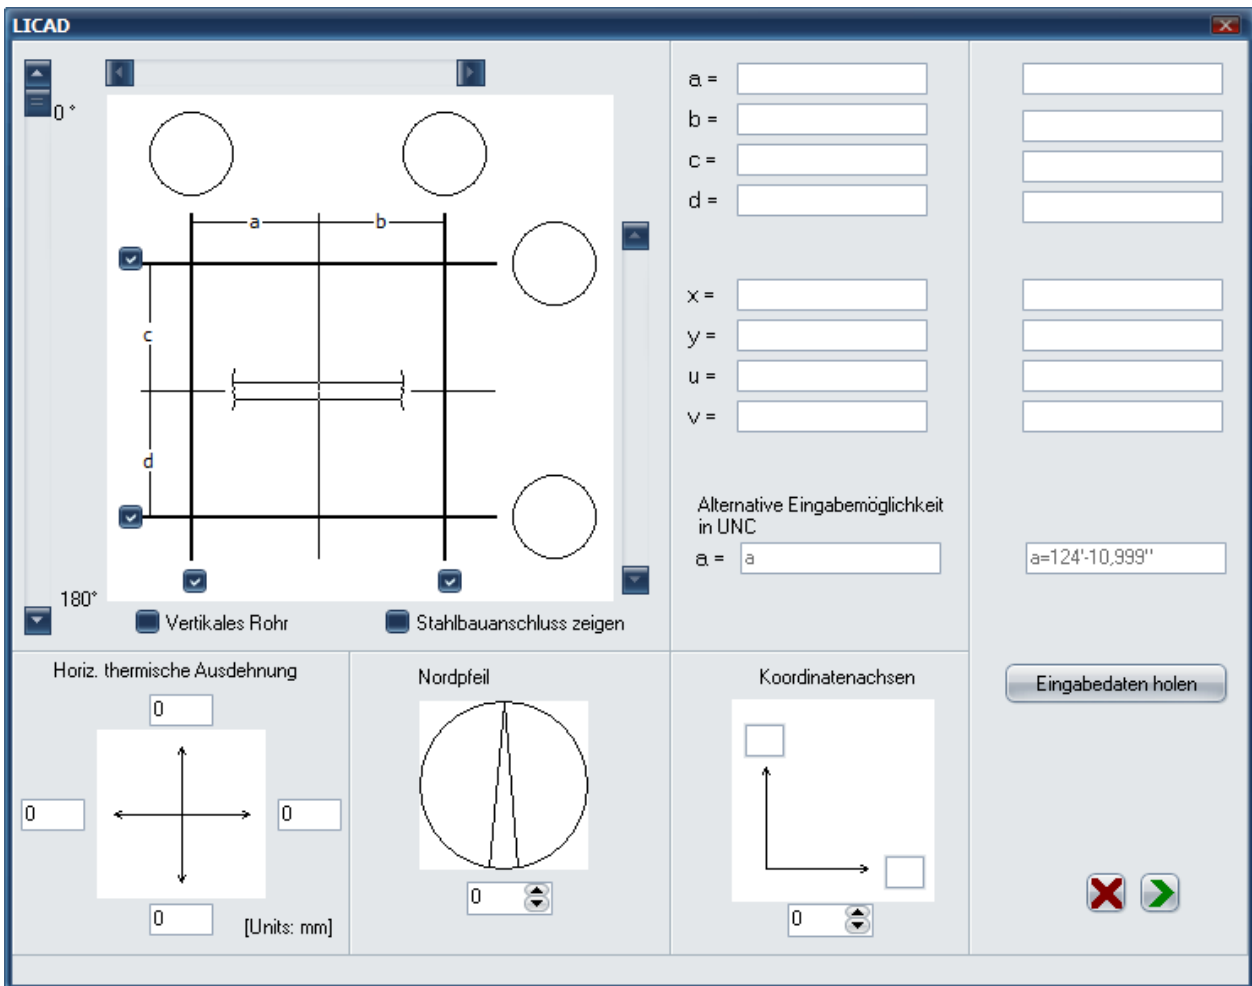 LICAD
0 °
a
b
c
d
180°
Vertikales Rohr
Stahlbauanschluss zeigen
a =
b =
c =
d =
x =
y =
u =
v =
Alternative Eingabemöglichkeit
in UNC
a = a
a=124'-10,999''
Horiz. thermische Ausdehnung
0
0
0
0
[Units: mm]
Nordpfeil
0
Koordinatenachsen
0
Eingabedaten holen